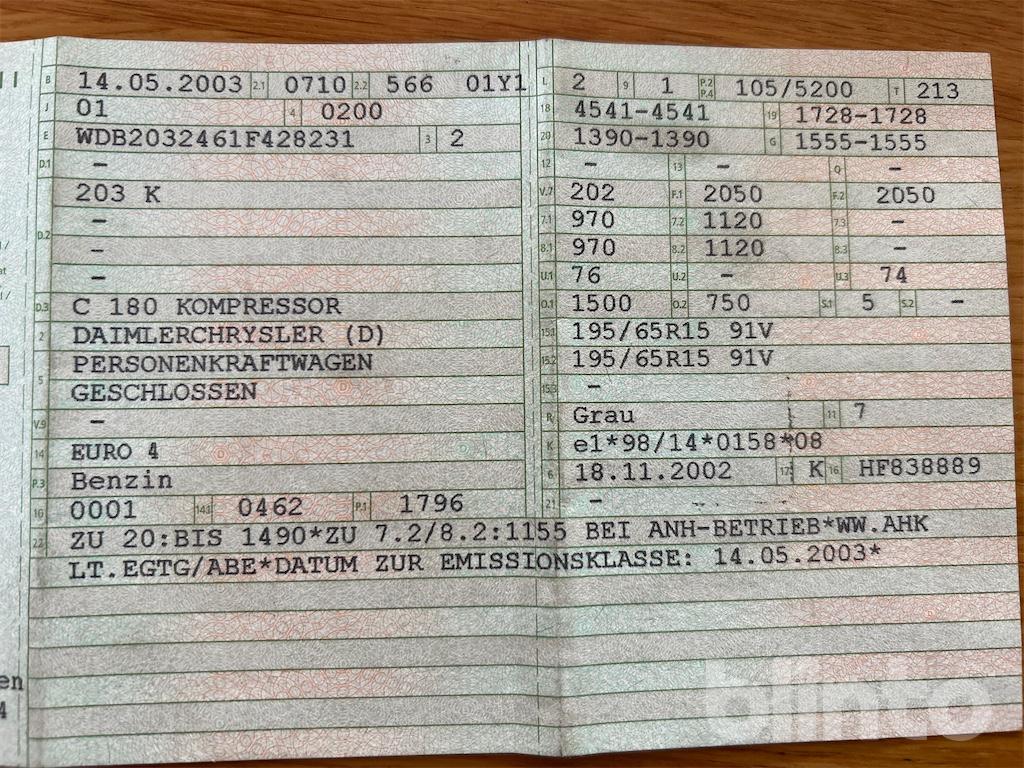 B 14.05.2003 2.1 0710 2.2 566 01Y1 L 2 9 1 P.2 P.4 105/5200 T 213
J 01 4 0200 18 4541-4541 19 1728-1728
E WDB2032461F428231 3 2 20 1390-1390 G 1555-1555
D.1 – 12 – 13 – Q –
203 K V.7 202 F.1 2050 F.2 2050
D.2 – 7.1 970 7.2 1120 7.3 –
– 8.1 970 8.2 1120 8.3 –
– U.1 76 U.2 – U.3 74
D.3 C 180 KOMPRESSOR O.1 1500 O.2 750 S.1 5 S.2 –
2 DAIMLERCHRYSLER (D) 15.1 195/65R15 91V
5 PERSONENKRAFTWAGEN 15.2 195/65R15 91V
GESCHLOSSEN 15.3 –
V.9 – R Grau 11 7
14 EURO 4 K e1*98/14*0158*08
P.3 Benzin 6 18.11.2002 17 K 16 HF838889
10 0001 14.1 0462 P.1 1796 21 –
22 ZU 20:BIS 1490*ZU 7.2/8.2:1155 BEI ANH-BETRIEB*WW.AHK
LT.EGTG/ABE*DATUM ZUR EMISSIONSKLASSE: 14.05.2003*
en
4
bilinto